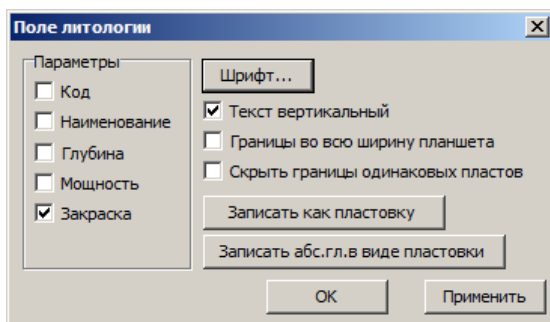 Поле литологии
Параметры
Код
Наименование
Глубина
Мощность
Закраска
Шрифт...
Текст вертикальный
Границы во всю ширину планшета
Скрыть границы одинаковых пластов
Записать как пластовку
Записать абс.гл.в виде пластовки
OK
Применить